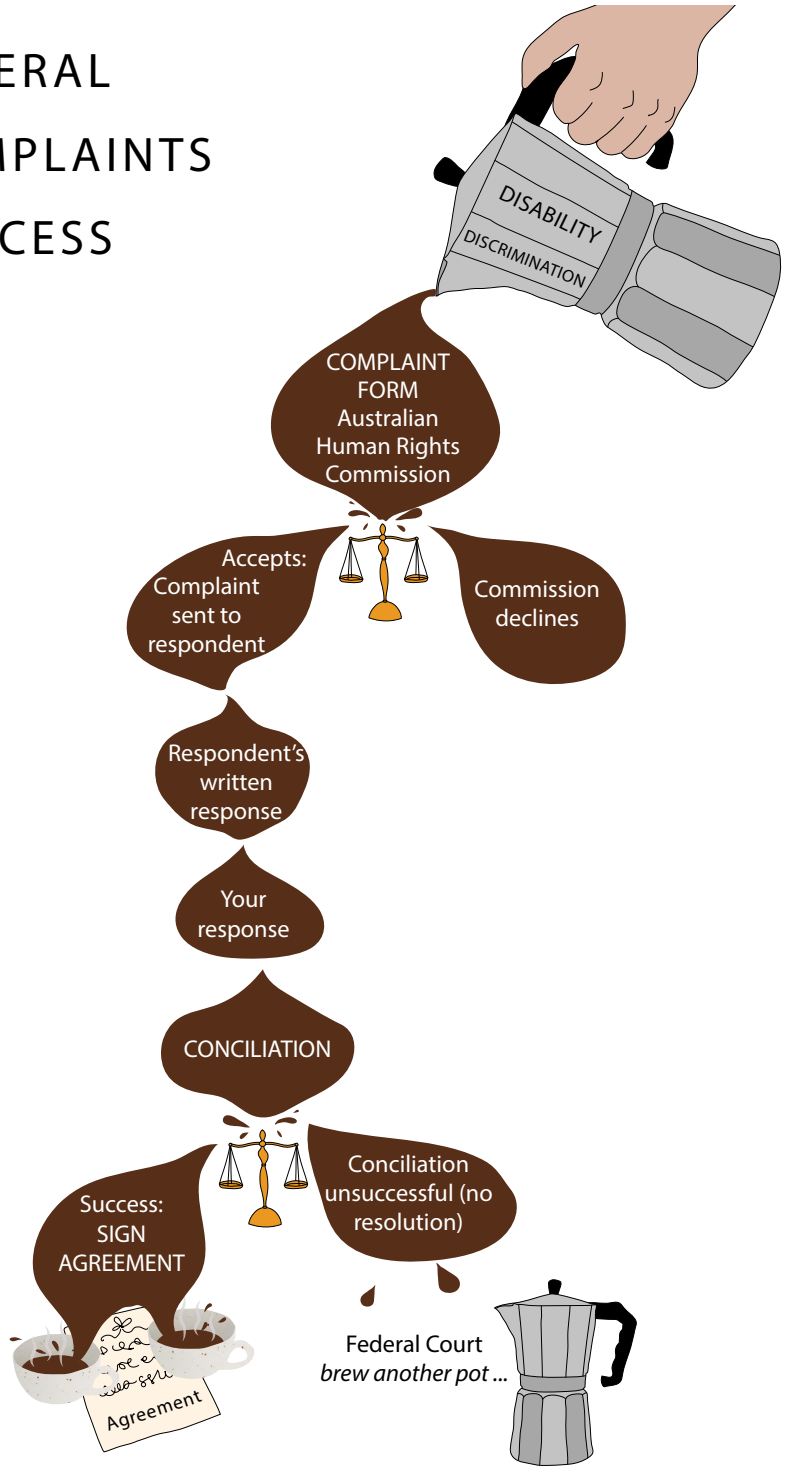 ERAL
MPLAINTS
CESS
DISABILITY
DISCRIMINATION
COMPLAINT
FORM
Australian
Human Rights
Commission
Accepts:
Complaint
sent to
respondent
Commission
declines
Respondent's
written
response
Your
response
CONCILIATION
Conciliation
unsuccessful (no
resolution)
Success:
SIGN
AGREEMENT
Agreement
Federal Court
brew another pot ...